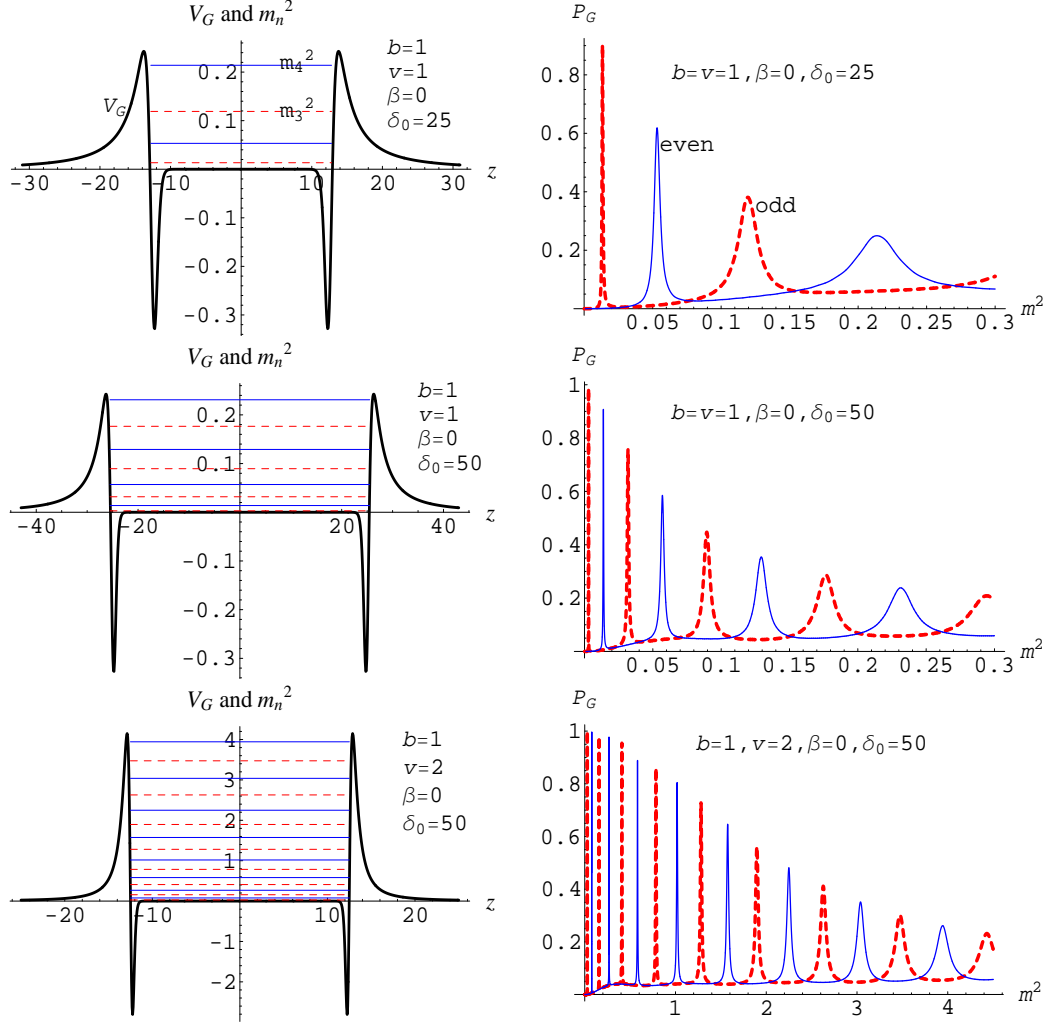 V_G and m_n^2
b=1
v=1
β=0
δ_0=25
m_4^2
m_3^2
V_G
0.2
0.1
-0.1
-0.2
-0.3
-30 -20 -10 10 20 30 z
P_G
b=v=1,β=0,δ_0=25
even
odd
0.8
0.6
0.4
0.2
0.05 0.1 0.15 0.2 0.25 0.3 m^2
V_G and m_n^2
b=1
v=1
β=0
δ_0=50
0.2
0.1
-0.1
-0.2
-0.3
-40 -20 20 40 z
P_G
b=v=1,β=0,δ_0=50
1
0.8
0.6
0.4
0.2
0.05 0.1 0.15 0.2 0.25 0.3 m^2
V_G and m_n^2
b=1
v=2
β=0
δ_0=50
4
3
2
1
-1
-2
-20 -10 10 20 z
P_G
b=1,v=2,β=0,δ_0=50
1
0.8
0.6
0.4
0.2
1 2 3 4 m^2